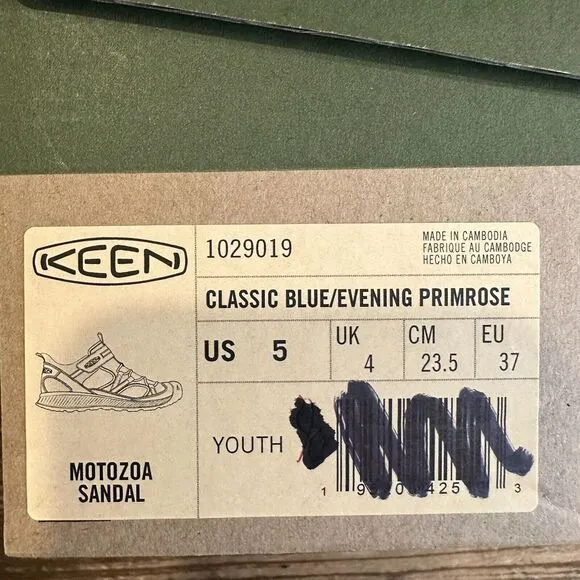 KEEN
1029019
MADE IN CAMBODIA
FABRIQUE AU CAMBODGE
HECHO EN CAMBOYA
CLASSIC BLUE/EVENING PRIMROSE
US 5
UK 4
CM 23.5
EU 37
YOUTH
MOTOZOA
SANDAL